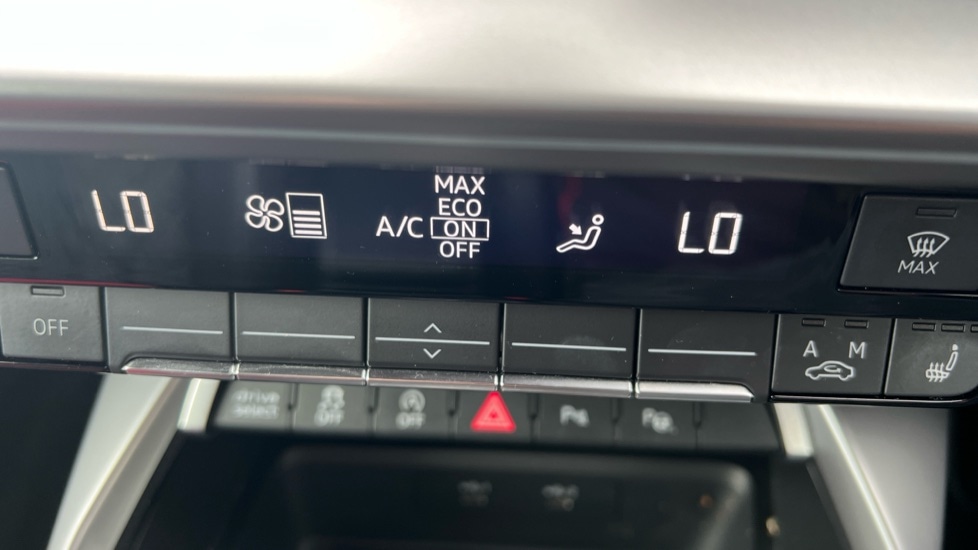 LO A/C MAX LO
ECO
ON
OFF
MAX
OFF
A M
drive
select
OFF
OFF
P
P